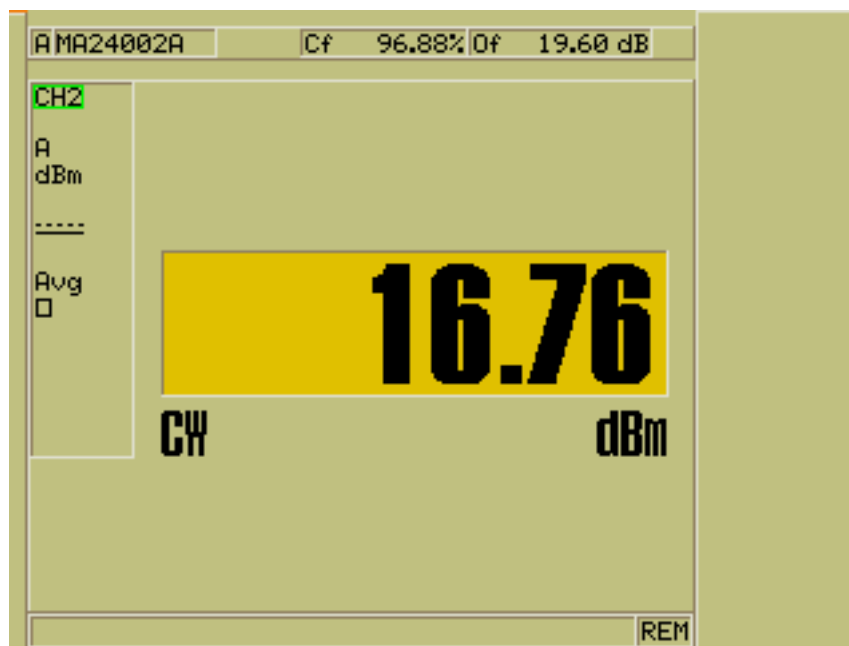 A MA24002A Cf 96.88% Of 19.60 dB
CH2
A
dBm
-----
Avg
16.76
CW dBm
REM